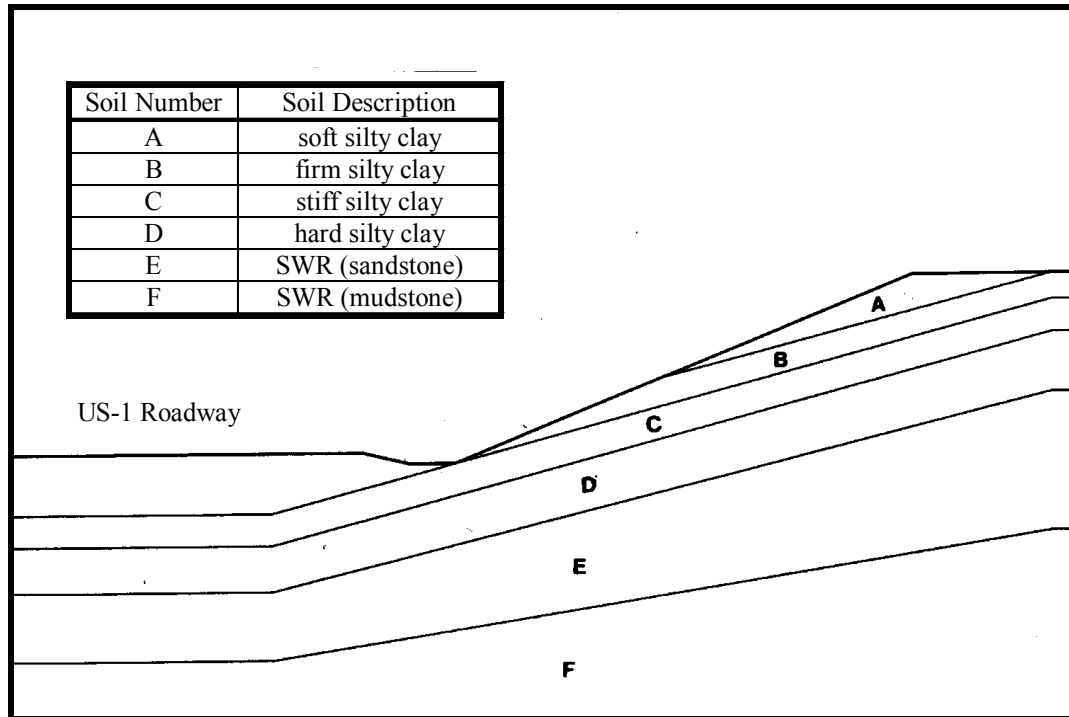 Soil Number Soil Description
A soft silty clay
B firm silty clay
C stiff silty clay
D hard silty clay
E SWR (sandstone)
F SWR (mudstone)
A
B
US-1 Roadway
C
D
E
F